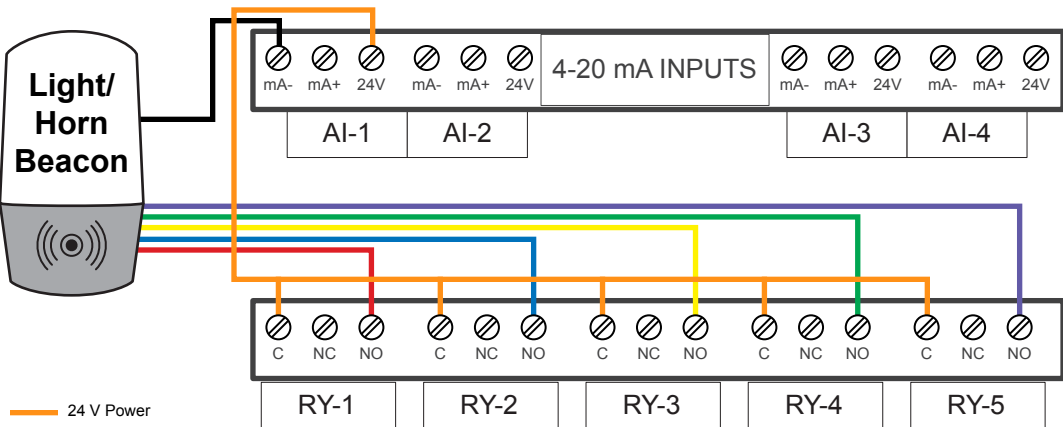 Light/
Horn
Beacon
mA- mA+ 24V mA- mA+ 24V 4-20 mA INPUTS mA- mA+ 24V mA- mA+ 24V
AI-1 AI-2 AI-3 AI-4
C NC NO C NC NO C NC NO C NC NO C NC NO
RY-1 RY-2 RY-3 RY-4 RY-5
24 V Power